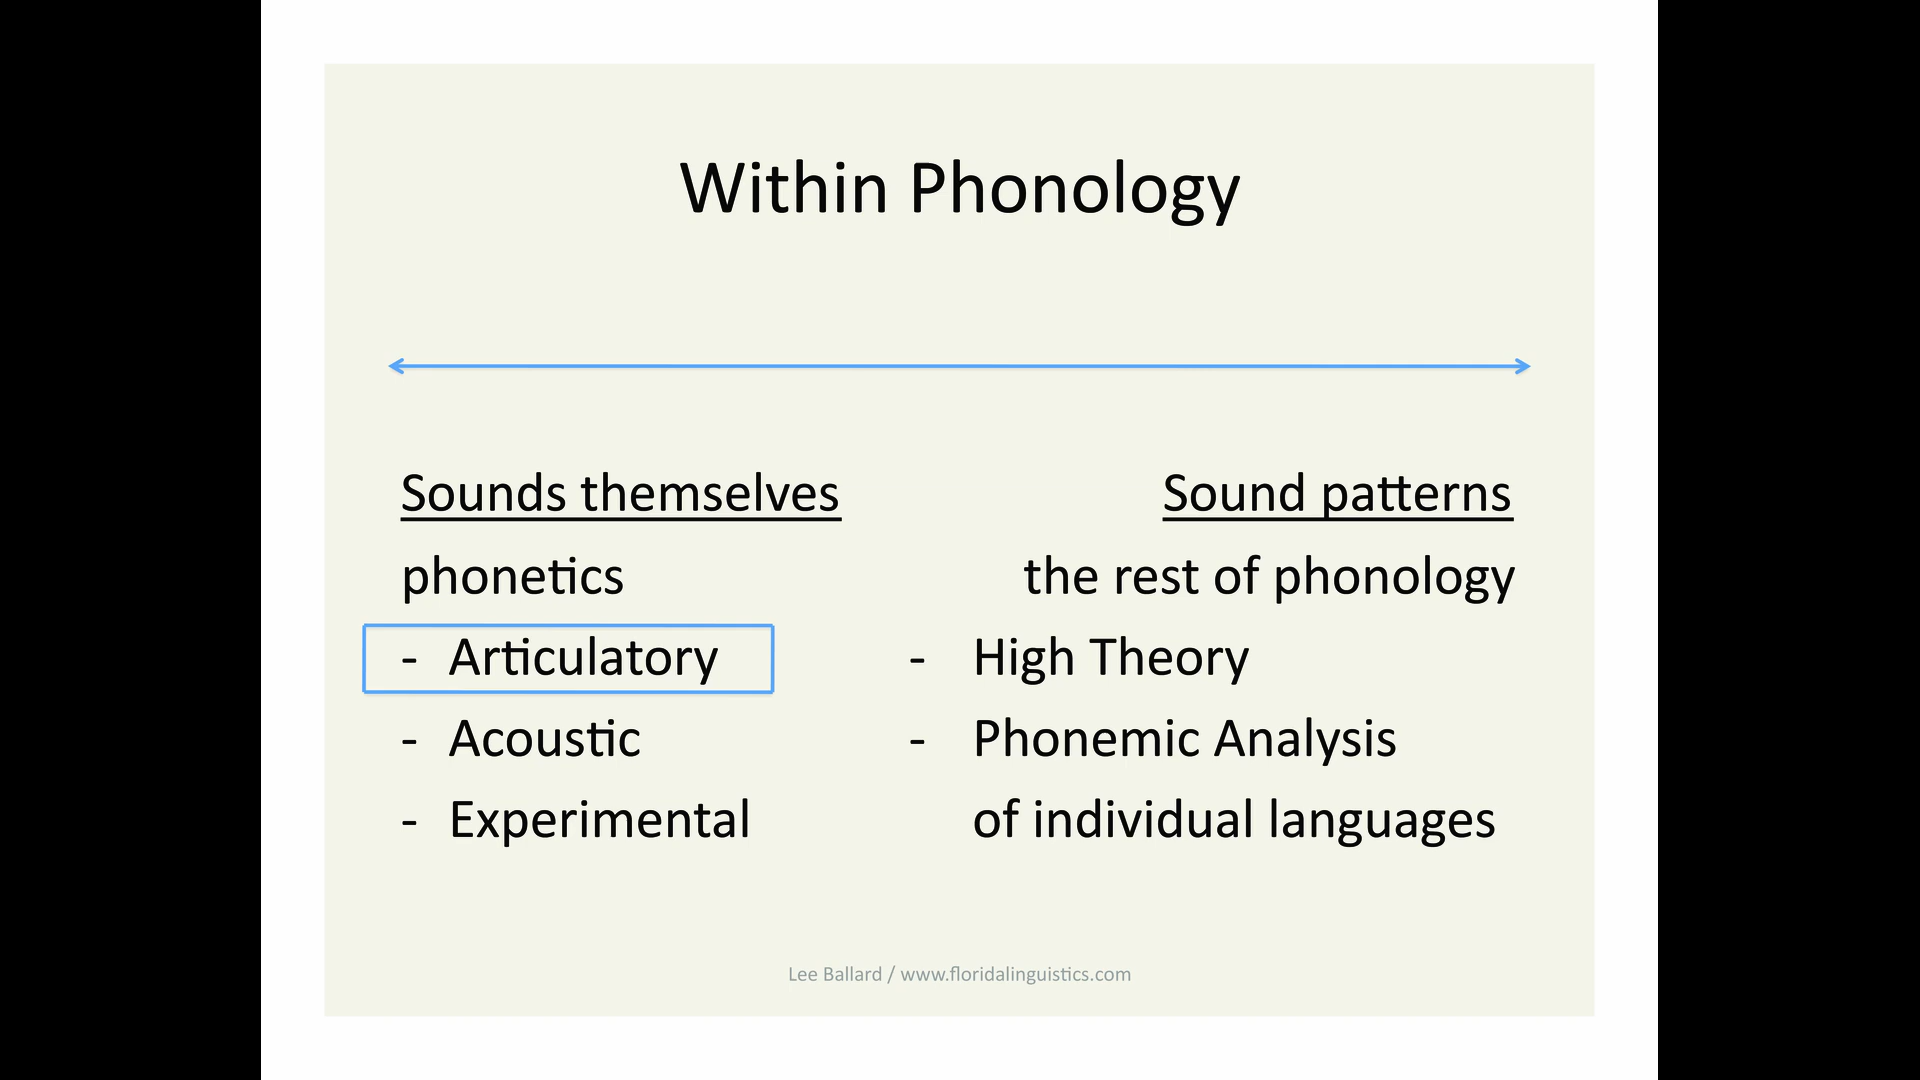 Within Phonology
Sounds themselves
phonetics
- Articulatory
- Acoustic
- Experimental
Sound patterns
the rest of phonology
- High Theory
- Phonemic Analysis
of individual languages
Lee Ballard / www.floridalinguistics.com